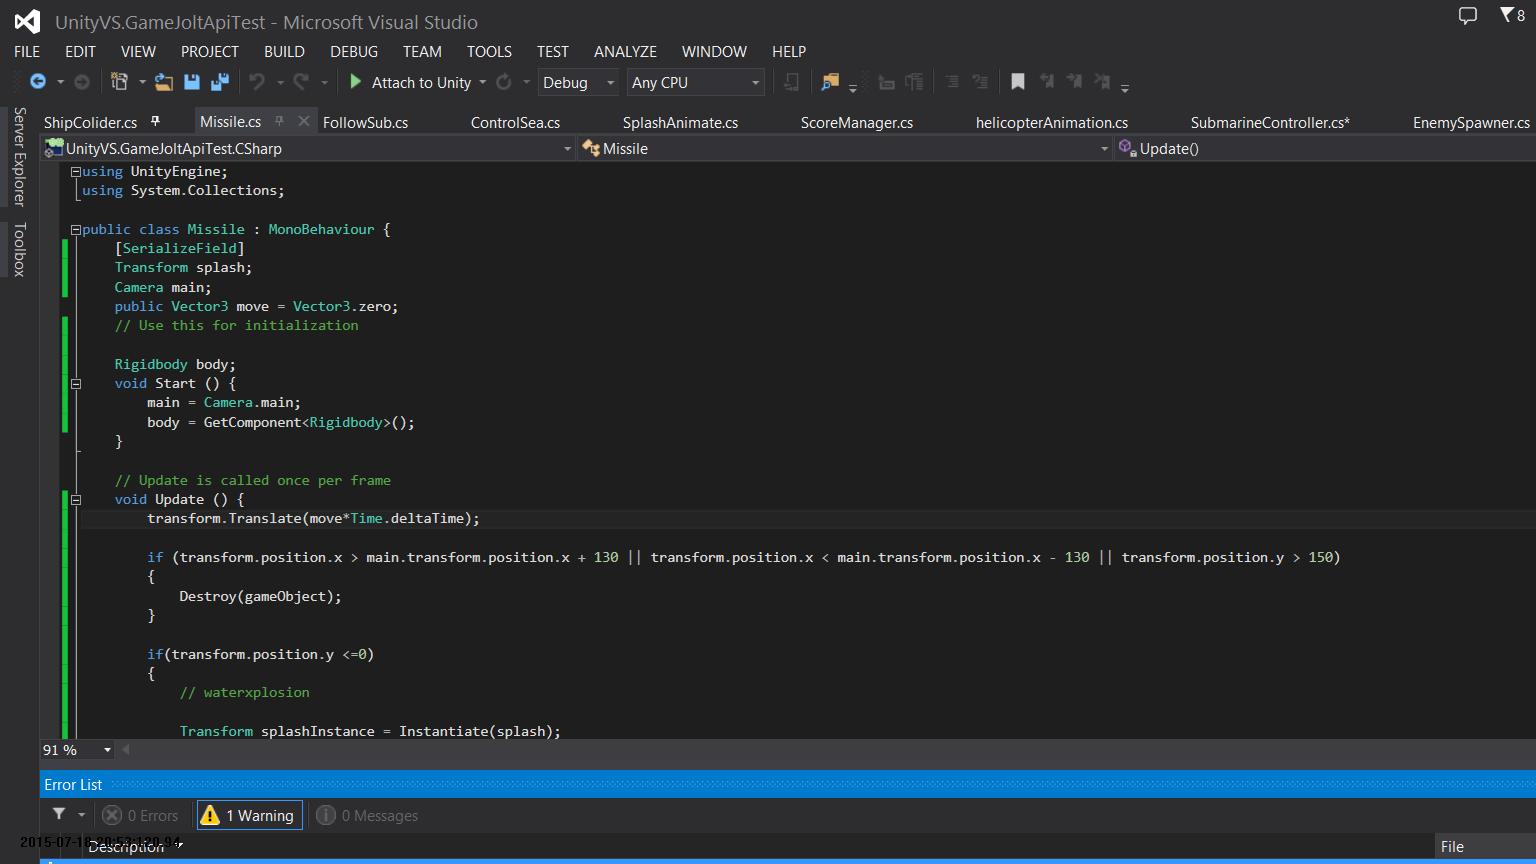 UnityVS.GameJoltApiTest - Microsoft Visual Studio
8
FILE EDIT VIEW PROJECT BUILD DEBUG TEAM TOOLS TEST ANALYZE WINDOW HELP
Attach to Unity Debug Any CPU
Server Explorer
Toolbox
ShipColider.cs Missile.cs FollowSub.cs ControlSea.cs SplashAnimate.cs ScoreManager.cs helicopterAnimation.cs SubmarineController.cs* EnemySpawner.cs
UnityVS.GameJoltApiTest.CSharp Missile Update()
using UnityEngine;
using System.Collections;
public class Missile : MonoBehaviour {
[SerializeField]
Transform splash;
Camera main;
public Vector3 move = Vector3.zero;
// Use this for initialization
Rigidbody body;
void Start () {
main = Camera.main;
body = GetComponent<Rigidbody>();
}
// Update is called once per frame
void Update () {
transform.Translate(move*Time.deltaTime);
if (transform.position.x > main.transform.position.x + 130 || transform.position.x < main.transform.position.x - 130 || transform.position.y > 150)
{
Destroy(gameObject);
}
if(transform.position.y <=0)
{
// waterxplosion
Transform splashInstance = Instantiate(splash);
91 %
Error List
0 Errors 1 Warning 0 Messages
Description File